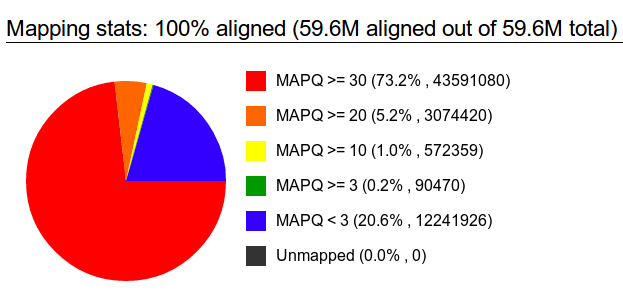 Mapping stats: 100% aligned (59.6M aligned out of 59.6M total)
MAPQ >= 30 (73.2% , 43591080)
MAPQ >= 20 (5.2% , 3074420)
MAPQ >= 10 (1.0% , 572359)
MAPQ >= 3 (0.2% , 90470)
MAPQ < 3 (20.6% , 12241926)
Unmapped (0.0% , 0)